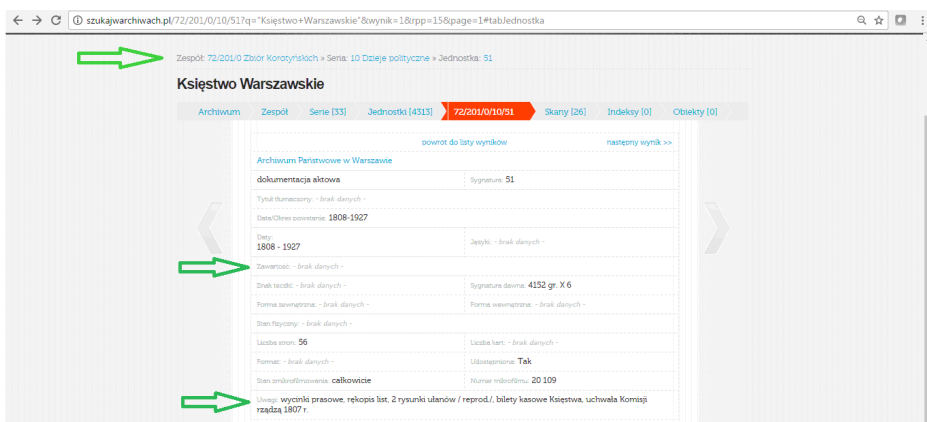 szukajwarchiwach.pl/72/201/0/10/51?q="Księstwo+Warszawskie"&wynik=1&rpp=15&page=1#tabJednostka
Zespół: 72/201/0 Zbiór Korotyńskich » Seria: 10 Dzieje polityczne » Jednostka: 51
Księstwo Warszawskie
Archiwum Zespół Serie [33] Jednostki [4313] 72/201/0/10/51 Skany [26] Indeksy [0] Obiekty [0]
powrót do listy wyników następny wynik >>
Archiwum Państwowe w Warszawie
dokumentacja aktowa Sygnatura: 51
Tytuł tłumaczony: - brak danych -
Data/Okres powstania: 1808-1927
Daty:
1808 - 1927 Języki: - brak danych -
Zawartość: - brak danych -
Znak teczki: - brak danych - Sygnatura dawna: 4152 gr. X 6
Forma zewnętrzna: - brak danych - Forma wewnętrzna: - brak danych -
Stan fizyczny: - brak danych -
Liczba stron: 56 Liczba kart: - brak danych -
Format: - brak danych - Udostępniona: Tak
Stan zmikrofilmowania: całkowicie Numer mikrofilmu: 20 109
Uwagi: wycinki prasowe, rękopis list, 2 rysunki ułanów / reprod./, bilety kasowe Księstwa, uchwała Komisji
rządzą 1807 r.